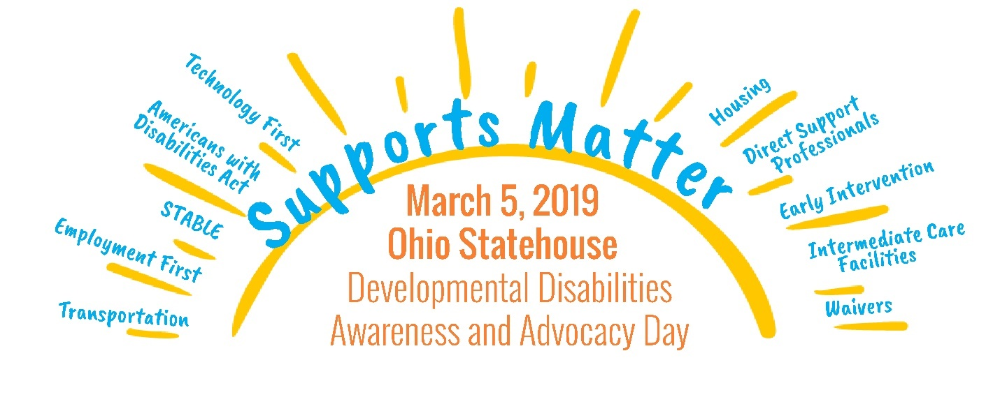 Supports Matter
March 5, 2019
Ohio Statehouse
Developmental Disabilities
Awareness and Advocacy Day
Technology First
Americans with
Disabilities Act
STABLE
Employment First
Transportation
Housing
Direct Support
Professionals
Early Intervention
Intermediate Care
Facilities
Waivers